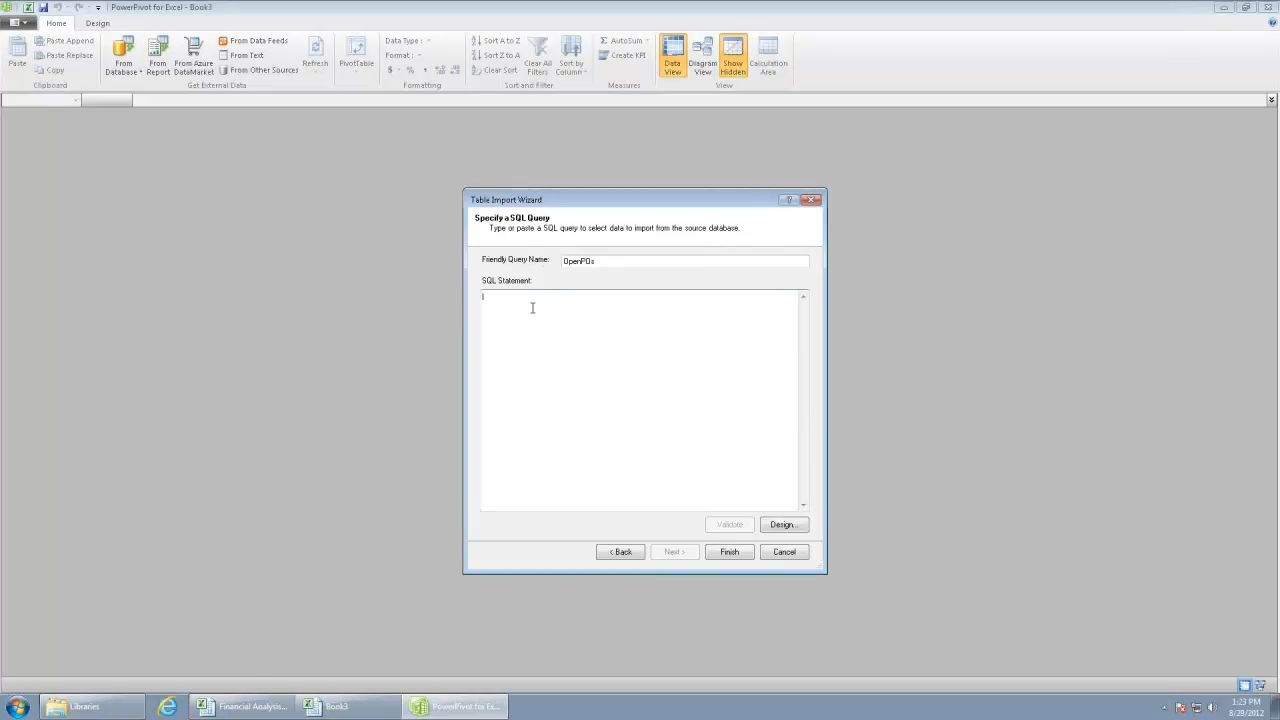 PowerPivot for Excel - Book3
Home Design
Paste
Paste Append
Paste Replace
Copy
Clipboard
From Database
From Report
From Azure DataMarket
From Data Feeds
From Text
From Other Sources
Get External Data
Refresh
PivotTable
Data Type :
Format :
$ % ,
Formatting
Sort A to Z
Sort Z to A
Clear Sort
Clear All Filters
Sort by Column
Sort and Filter
AutoSum
Create KPI
Measures
Data View
Diagram View
Show Hidden
Calculation Area
View
Table Import Wizard
Specify a SQL Query
Type or paste a SQL query to select data to import from the source database.
Friendly Query Name: OpenPOs
SQL Statement:
Validate Design...
< Back Next > Finish Cancel
Libraries Financial Analysis... Book3 PowerPivot for Exc...
1:23 PM
8/29/2012